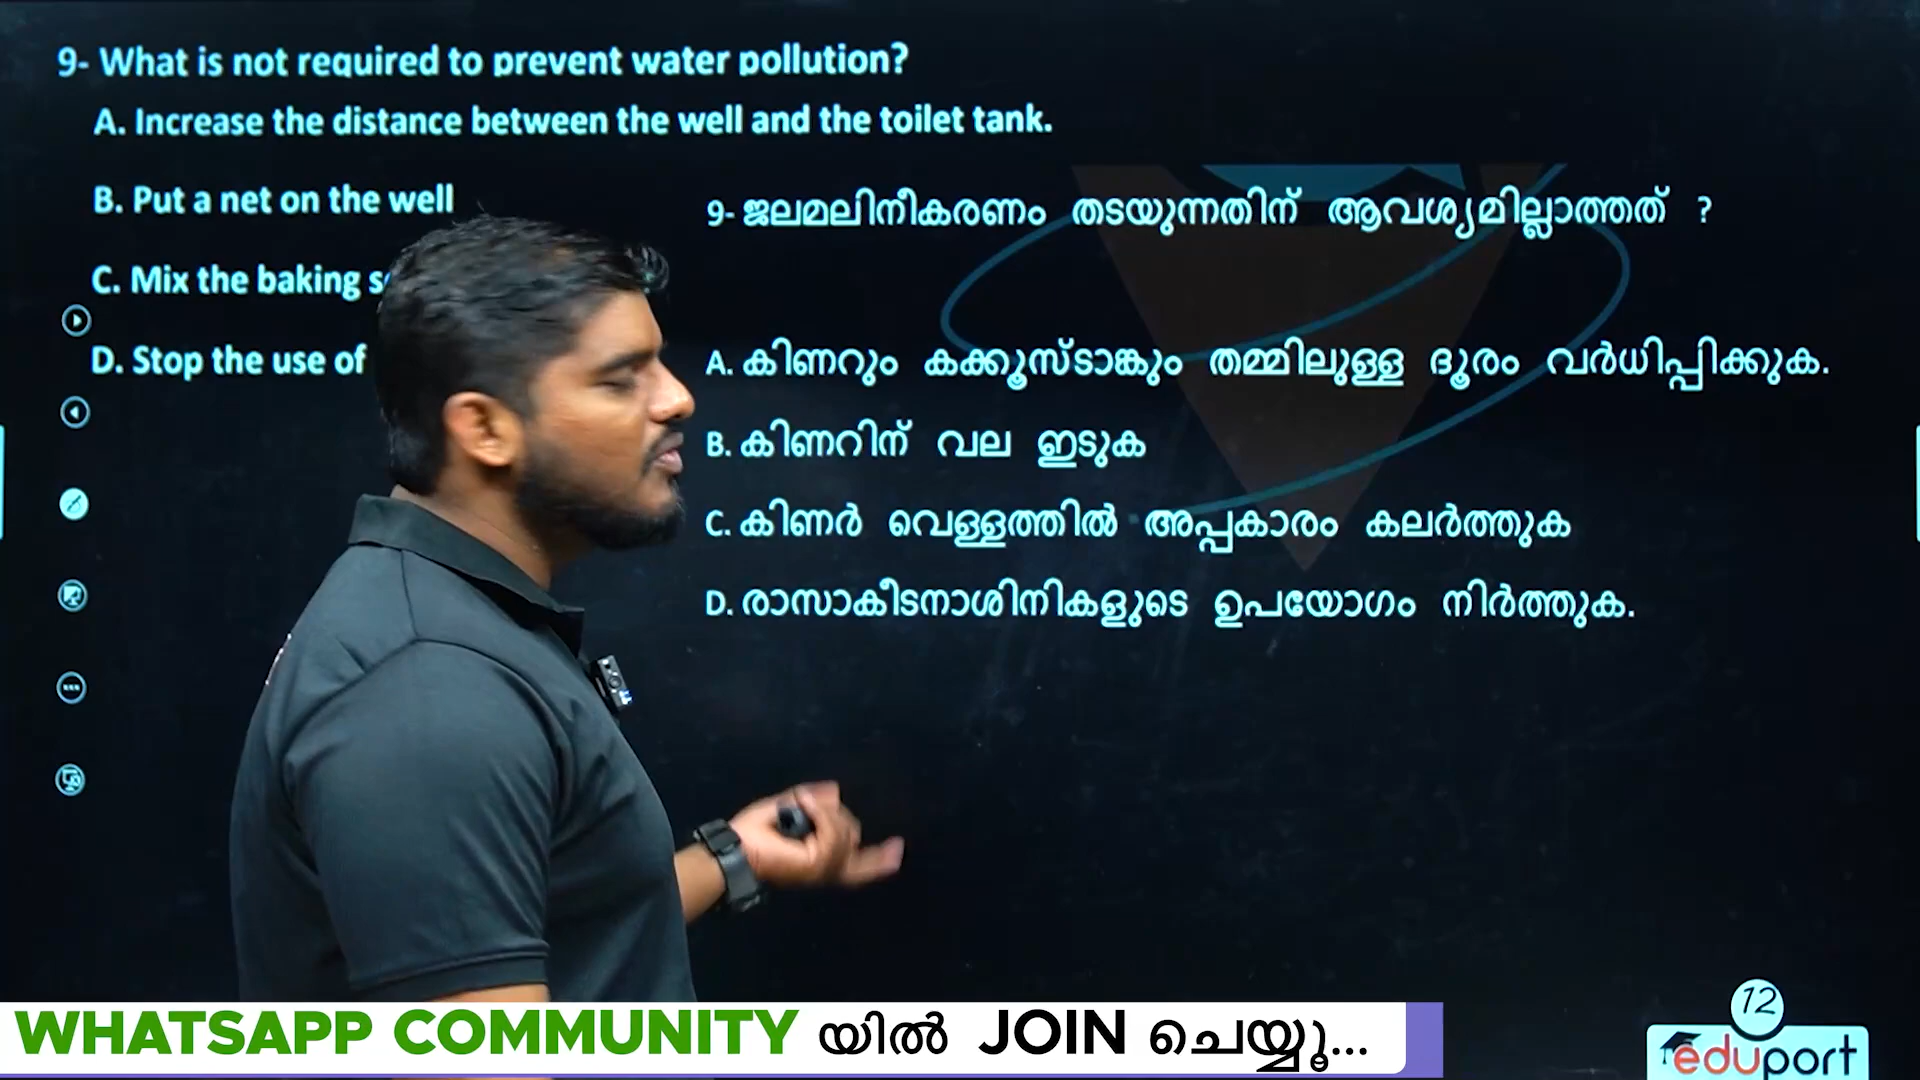 9- What is not required to prevent water pollution?
A. Increase the distance between the well and the toilet tank.
B. Put a net on the well
C. Mix the baking
D. Stop the use of
9- ജലമലിനീകരണം തടയുന്നതിന് ആവശ്യമില്ലാത്തത് ?
A. കിണറും കക്കൂസ്ടാങ്കും തമ്മിലുള്ള ദൂരം വർധിപ്പിക്കുക.
B. കിണറിന് വല ഇടുക
C. കിണർ വെള്ളത്തിൽ അപ്പകാരം കലർത്തുക
D. രാസാകീടനാശിനികളുടെ ഉപയോഗം നിർത്തുക.
12
eduport
WHATSAPP COMMUNITY യിൽ JOIN ചെയ്യൂ...